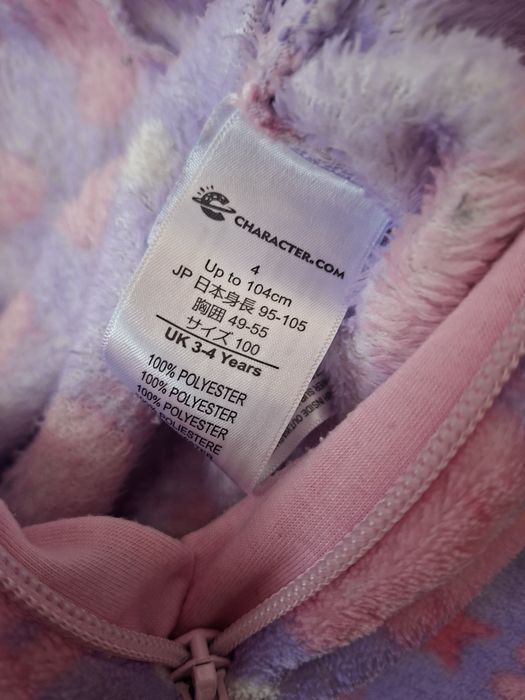 CHARACTER.COM
4
Up to 104cm
JP 日本身長 95-105
胸囲 49-55
サイズ 100
UK 3-4 Years
100% POLYESTER
100% POLYESTER
100% POLYESTER
100% POLIESTERE